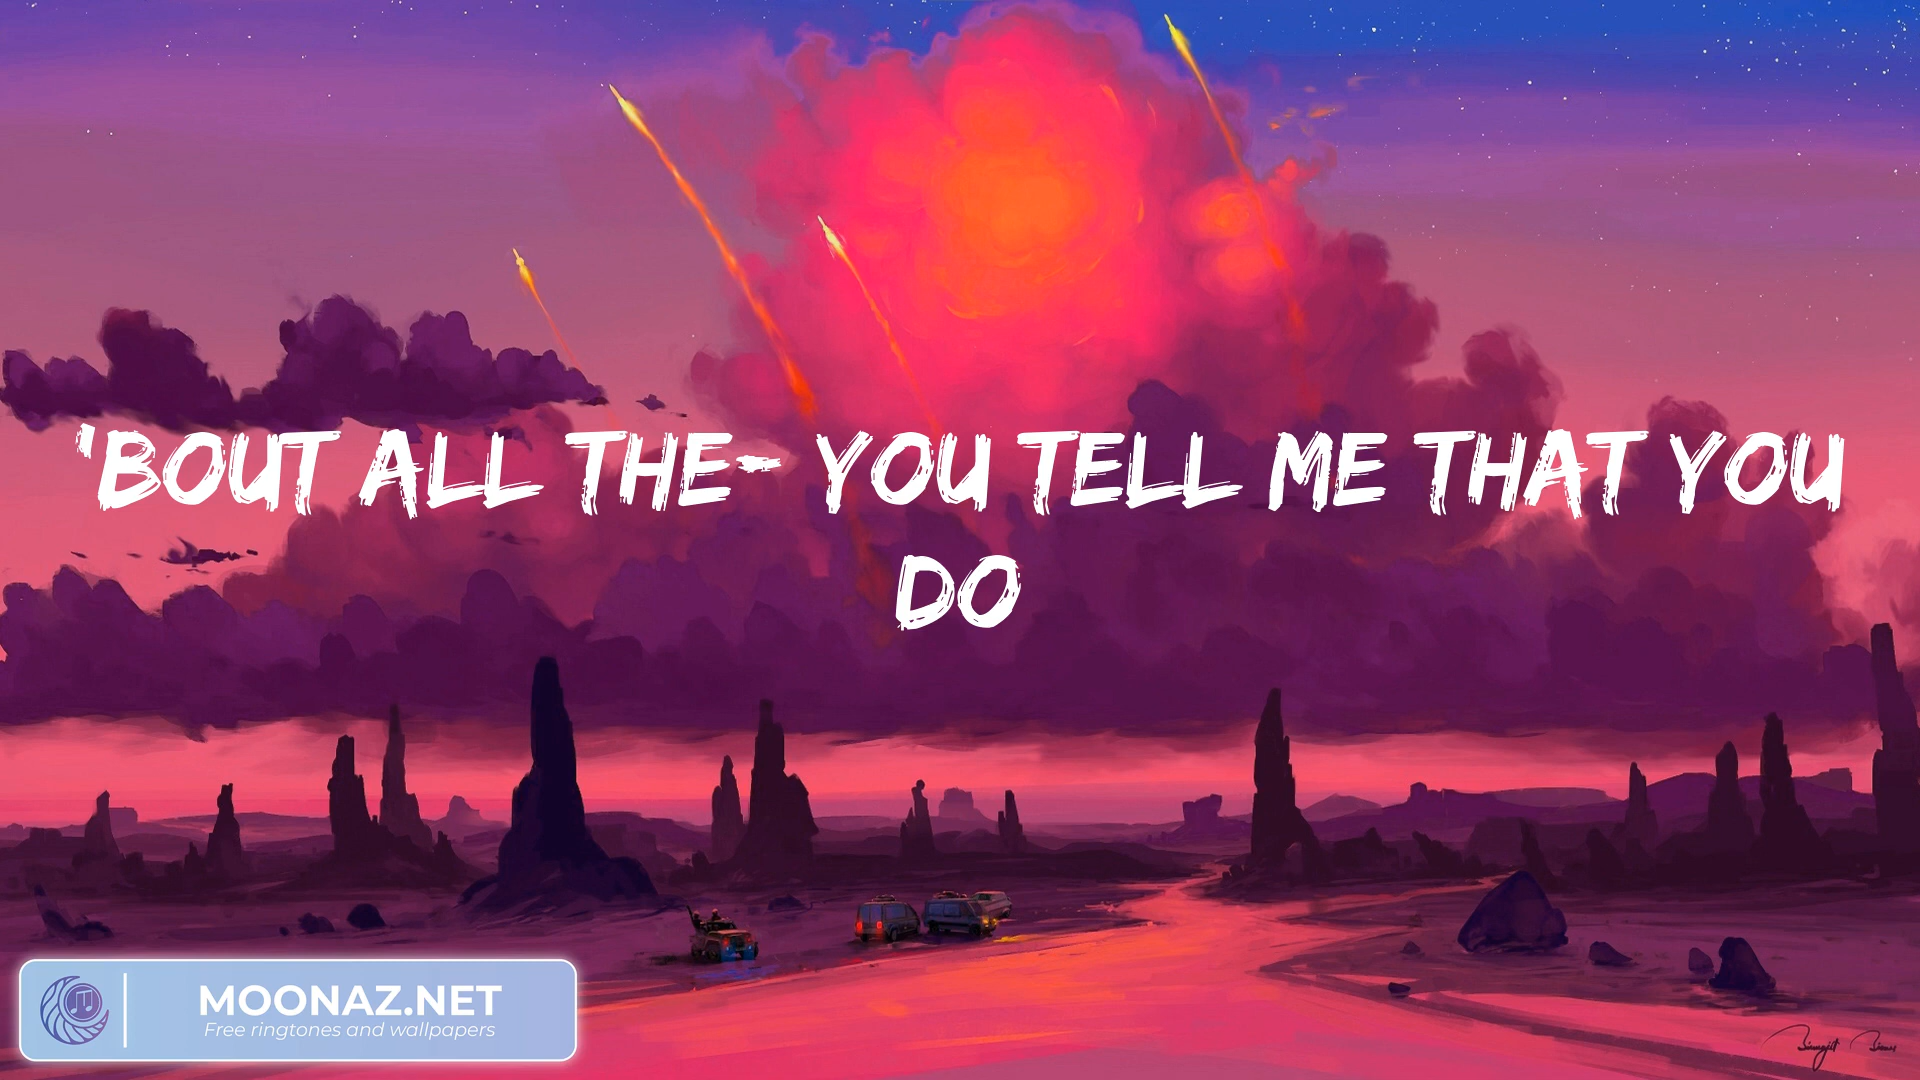 'BOUT ALL THE- YOU TELL ME THAT YOU
DO
MOONAZ.NET
Free ringtones and wallpapers